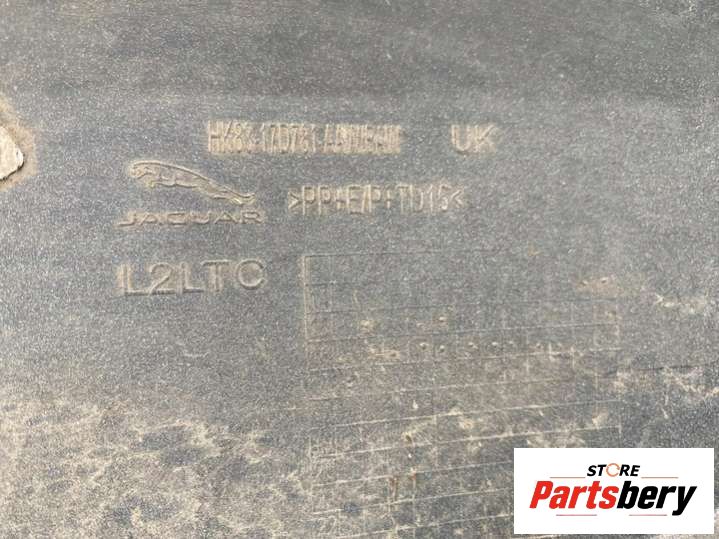 UK
JAGUAR
>PP+E/P+TD15<
L2LTC
STORE
Partsbery